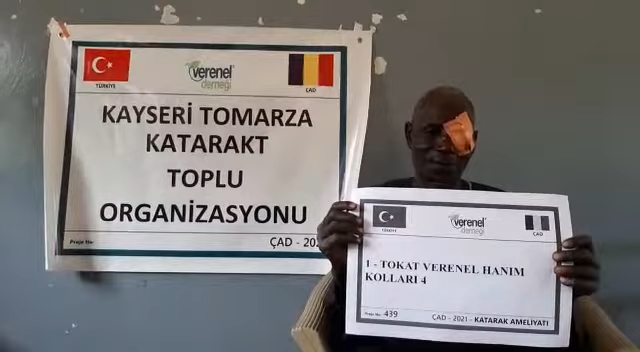 verenel
derneği
TÜRKİYE
ÇAD
KAYSERİ TOMARZA
KATARAKT
TOPLU
ORGANİZASYONU
Proje No:
ÇAD - 202
verenel
derneği
TÜRKİYE
ÇAD
1 - TOKAT VERENEL HANIM
KOLLARI 4
Proje No: 439
ÇAD - 2021 - KATARAK AMELİYATI